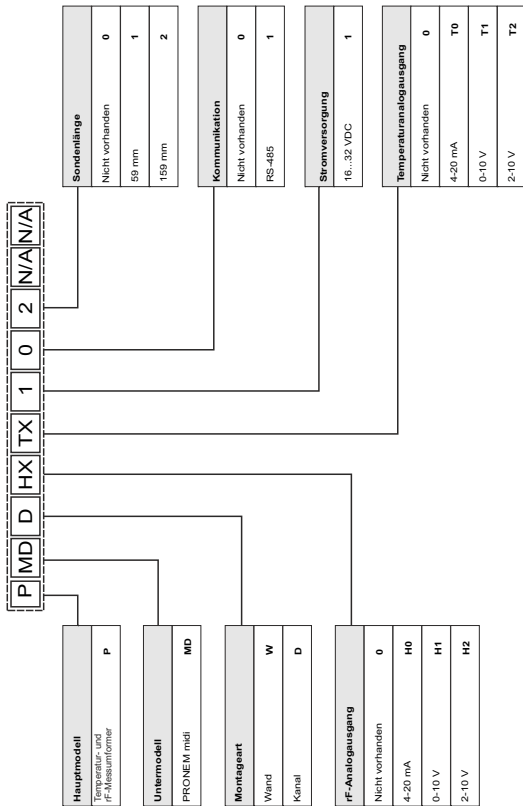 P MD D HX TX 1 0 2 N/A N/A
Hauptmodell
Temperatur- und
rF-Messumformer P
Untermodell
PRONEM midi MD
Montageart
Wand W
Kanal D
rF-Analogausgang
Nicht vorhanden 0
4-20 mA H0
0-10 V H1
2-10 V H2
Sondenlänge
Nicht vorhanden 0
59 mm 1
159 mm 2
Kommunikation
Nicht vorhanden 0
RS-485 1
Stromversorgung
16...32 VDC 1
Temperaturanalogausgang
Nicht vorhanden 0
4-20 mA T0
0-10 V T1
2-10 V T2